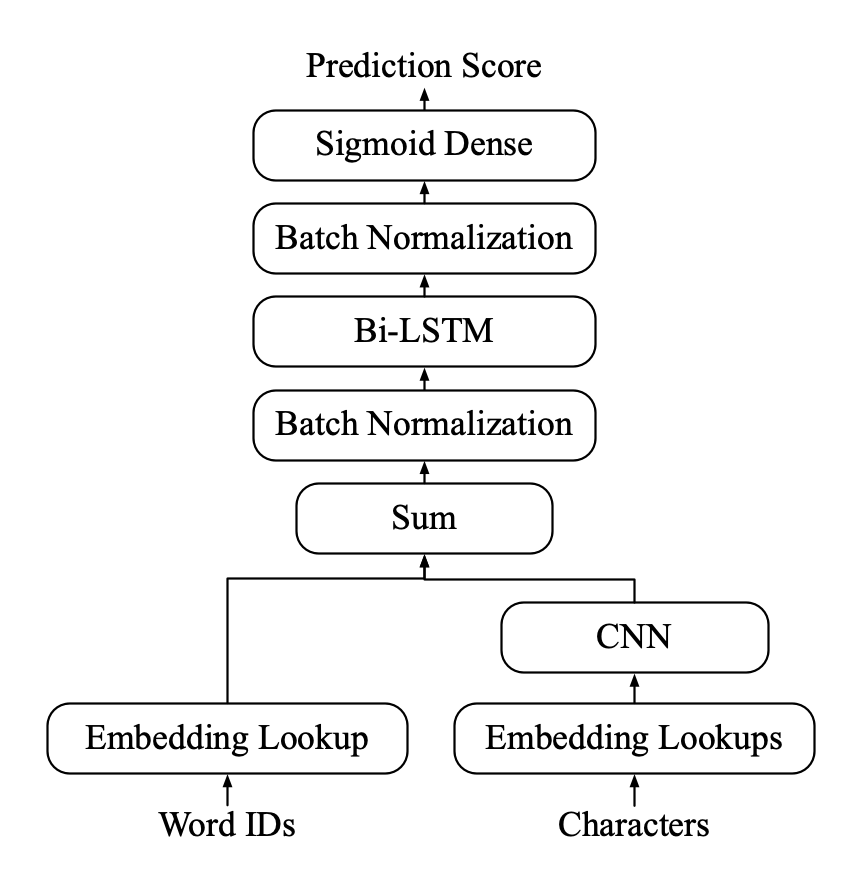 Prediction Score
Sigmoid Dense
Batch Normalization
Bi-LSTM
Batch Normalization
Sum
CNN
Embedding Lookup
Embedding Lookups
Word IDs
Characters